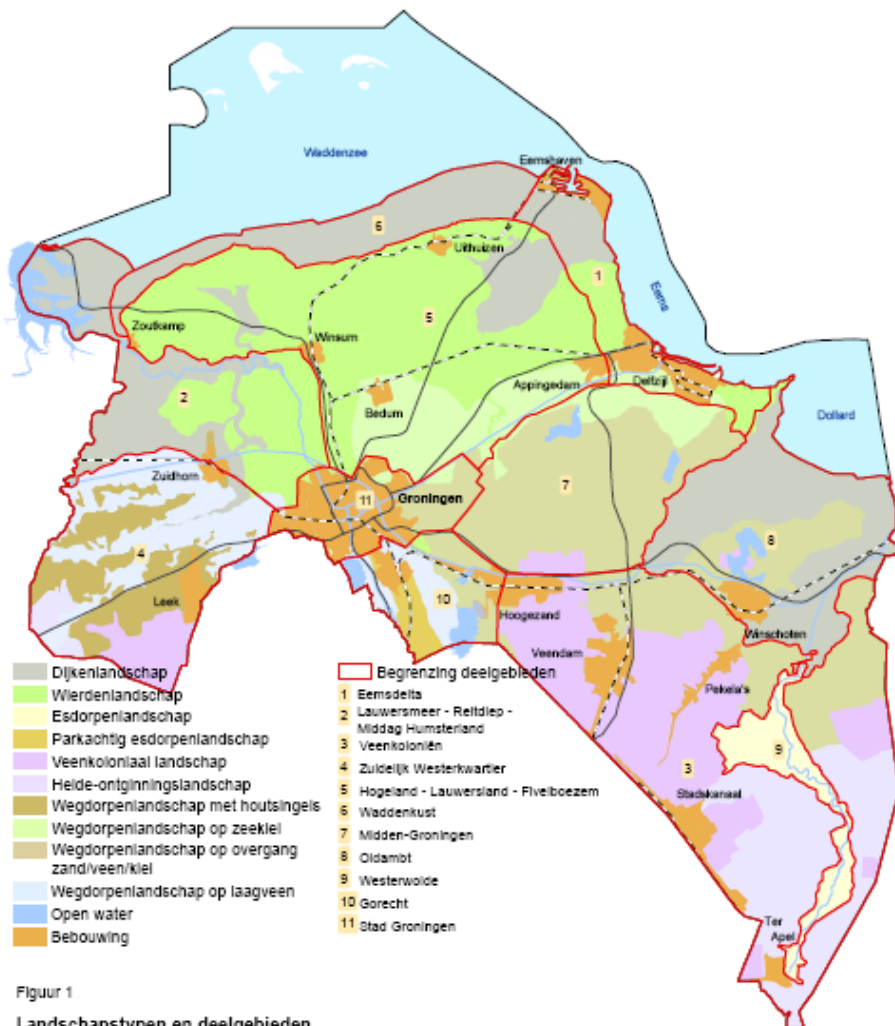 Waddenzee
Eemshaven
6
Uithuizen
1
Eems
5
Zoutkamp
Winsum
Appingedam
Delfzijl
2
Bedum
Dollard
Zuidhorn
7
11
Groningen
8
4
10
Leek
Hoogezand
Winschoten
Veendam
Pekela's
9
3
Stadskanaal
Ter
Apel
Dijkenlandschap
Wierdenlandschap
Esdorpenlandschap
Parkachtig esdorpenlandschap
Veenkoloniaal landschap
Heide-ontginningslandschap
Wegdorpenlandschap met houtsingels
Wegdorpenlandschap op zeeklei
Wegdorpenlandschap op overgang
zand/veen/klei
Wegdorpenlandschap op laagveen
Open water
Bebouwing
Begrenzing deelgebieden
1 Eemsdelta
2 Lauwersmeer - Reitdiep -
Middag Humsterland
3 Veenkoloniën
4 Zuidelijk Westerkwartier
5 Hogeland - Lauwersland - Fivelboezem
6 Waddenkust
7 Midden-Groningen
8 Oldambt
9 Westerwolde
10 Gorecht
11 Stad Groningen
Figuur 1
Landschapstypen en deelgebieden